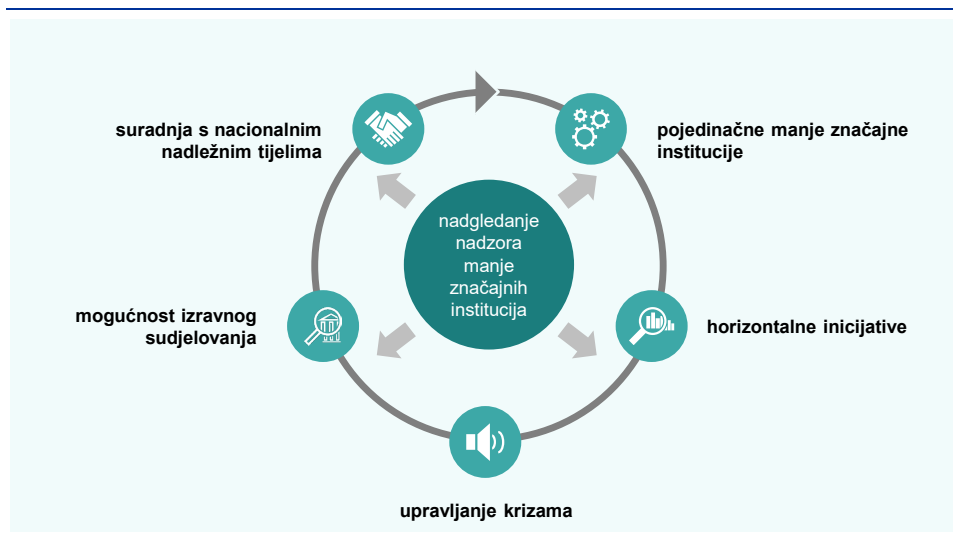 suradnja s nacionalnim
nadležnim tijelima
pojedinačne manje značajne
institucije
nadgledanje
nadzora
manje
značajnih
institucija
mogućnost izravnog
sudjelovanja
horizontalne inicijative
upravljanje krizama